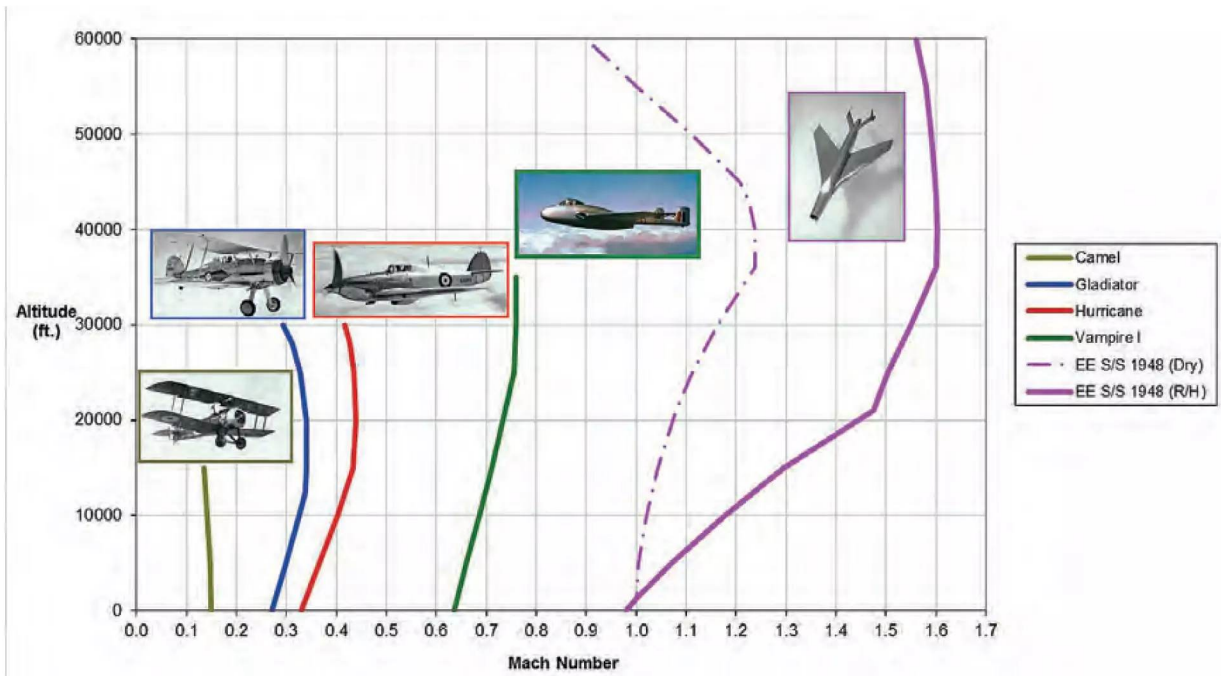 60000
50000
40000
30000
20000
10000
0
Altitude
(ft.)
0.0 0.1 0.2 0.3 0.4 0.5 0.6 0.7 0.8 0.9 1.0 1.1 1.2 1.3 1.4 1.5 1.6 1.7
Mach Number
Camel
Gladiator
Hurricane
Vampire I
EE S/S 1948 (Dry)
EE S/S 1948 (R/H)